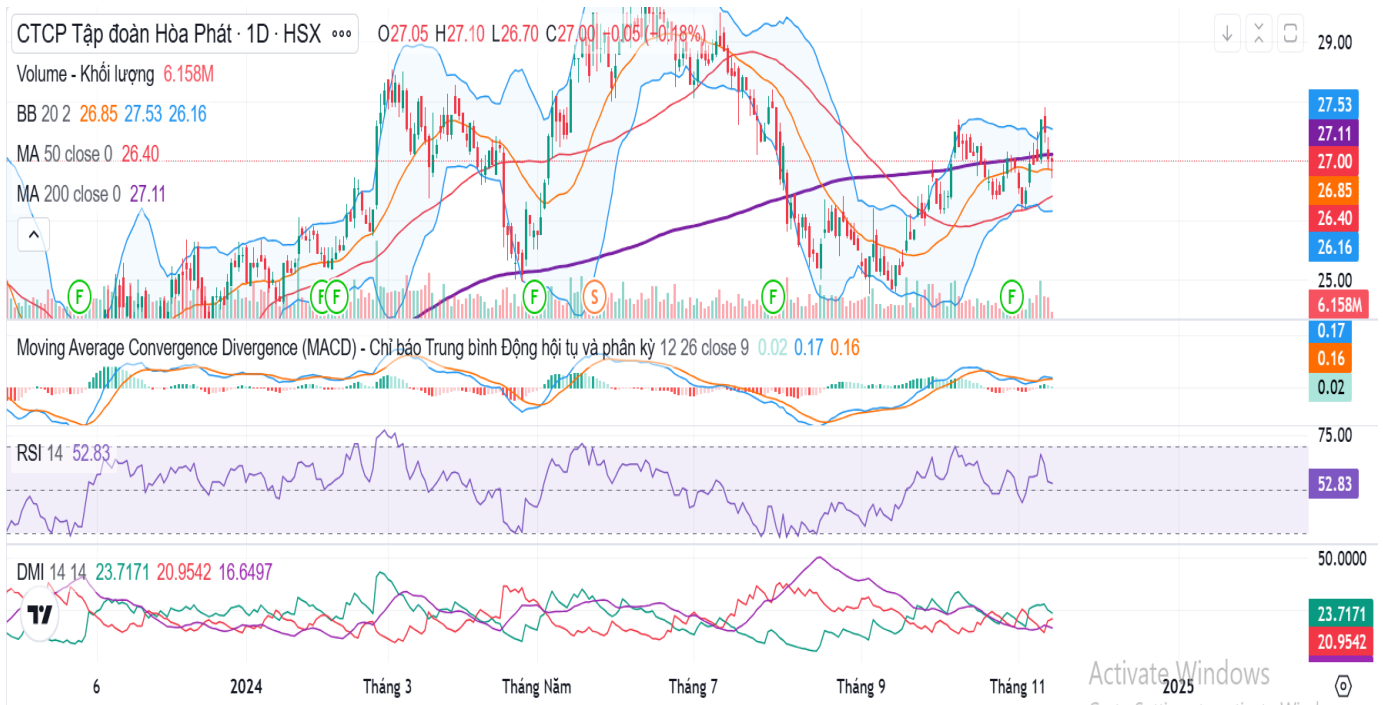 CTCP Tập đoàn Hòa Phát · 1D · HSX O27.05 H27.10 L26.70 C27.00 −0.05 (−0.18%)
Volume - Khối lượng 6.158M
BB 20 2 26.85 27.53 26.16
MA 50 close 0 26.40
MA 200 close 0 27.11
29.00
27.53
27.11
27.00
26.85
26.40
26.16
25.00
6.158M
F F F F S F F
Moving Average Convergence Divergence (MACD) - Chỉ báo Trung bình Động hội tụ và phân kỳ 12 26 close 9 0.02 0.17 0.16
0.17
0.16
0.02
RSI 14 52.83
75.00
52.83
DMI 14 14 23.7171 20.9542 16.6497
50.0000
23.7171
20.9542
6 2024 Tháng 3 Tháng Năm Tháng 7 Tháng 9 Tháng 11 2025
Activate Windows